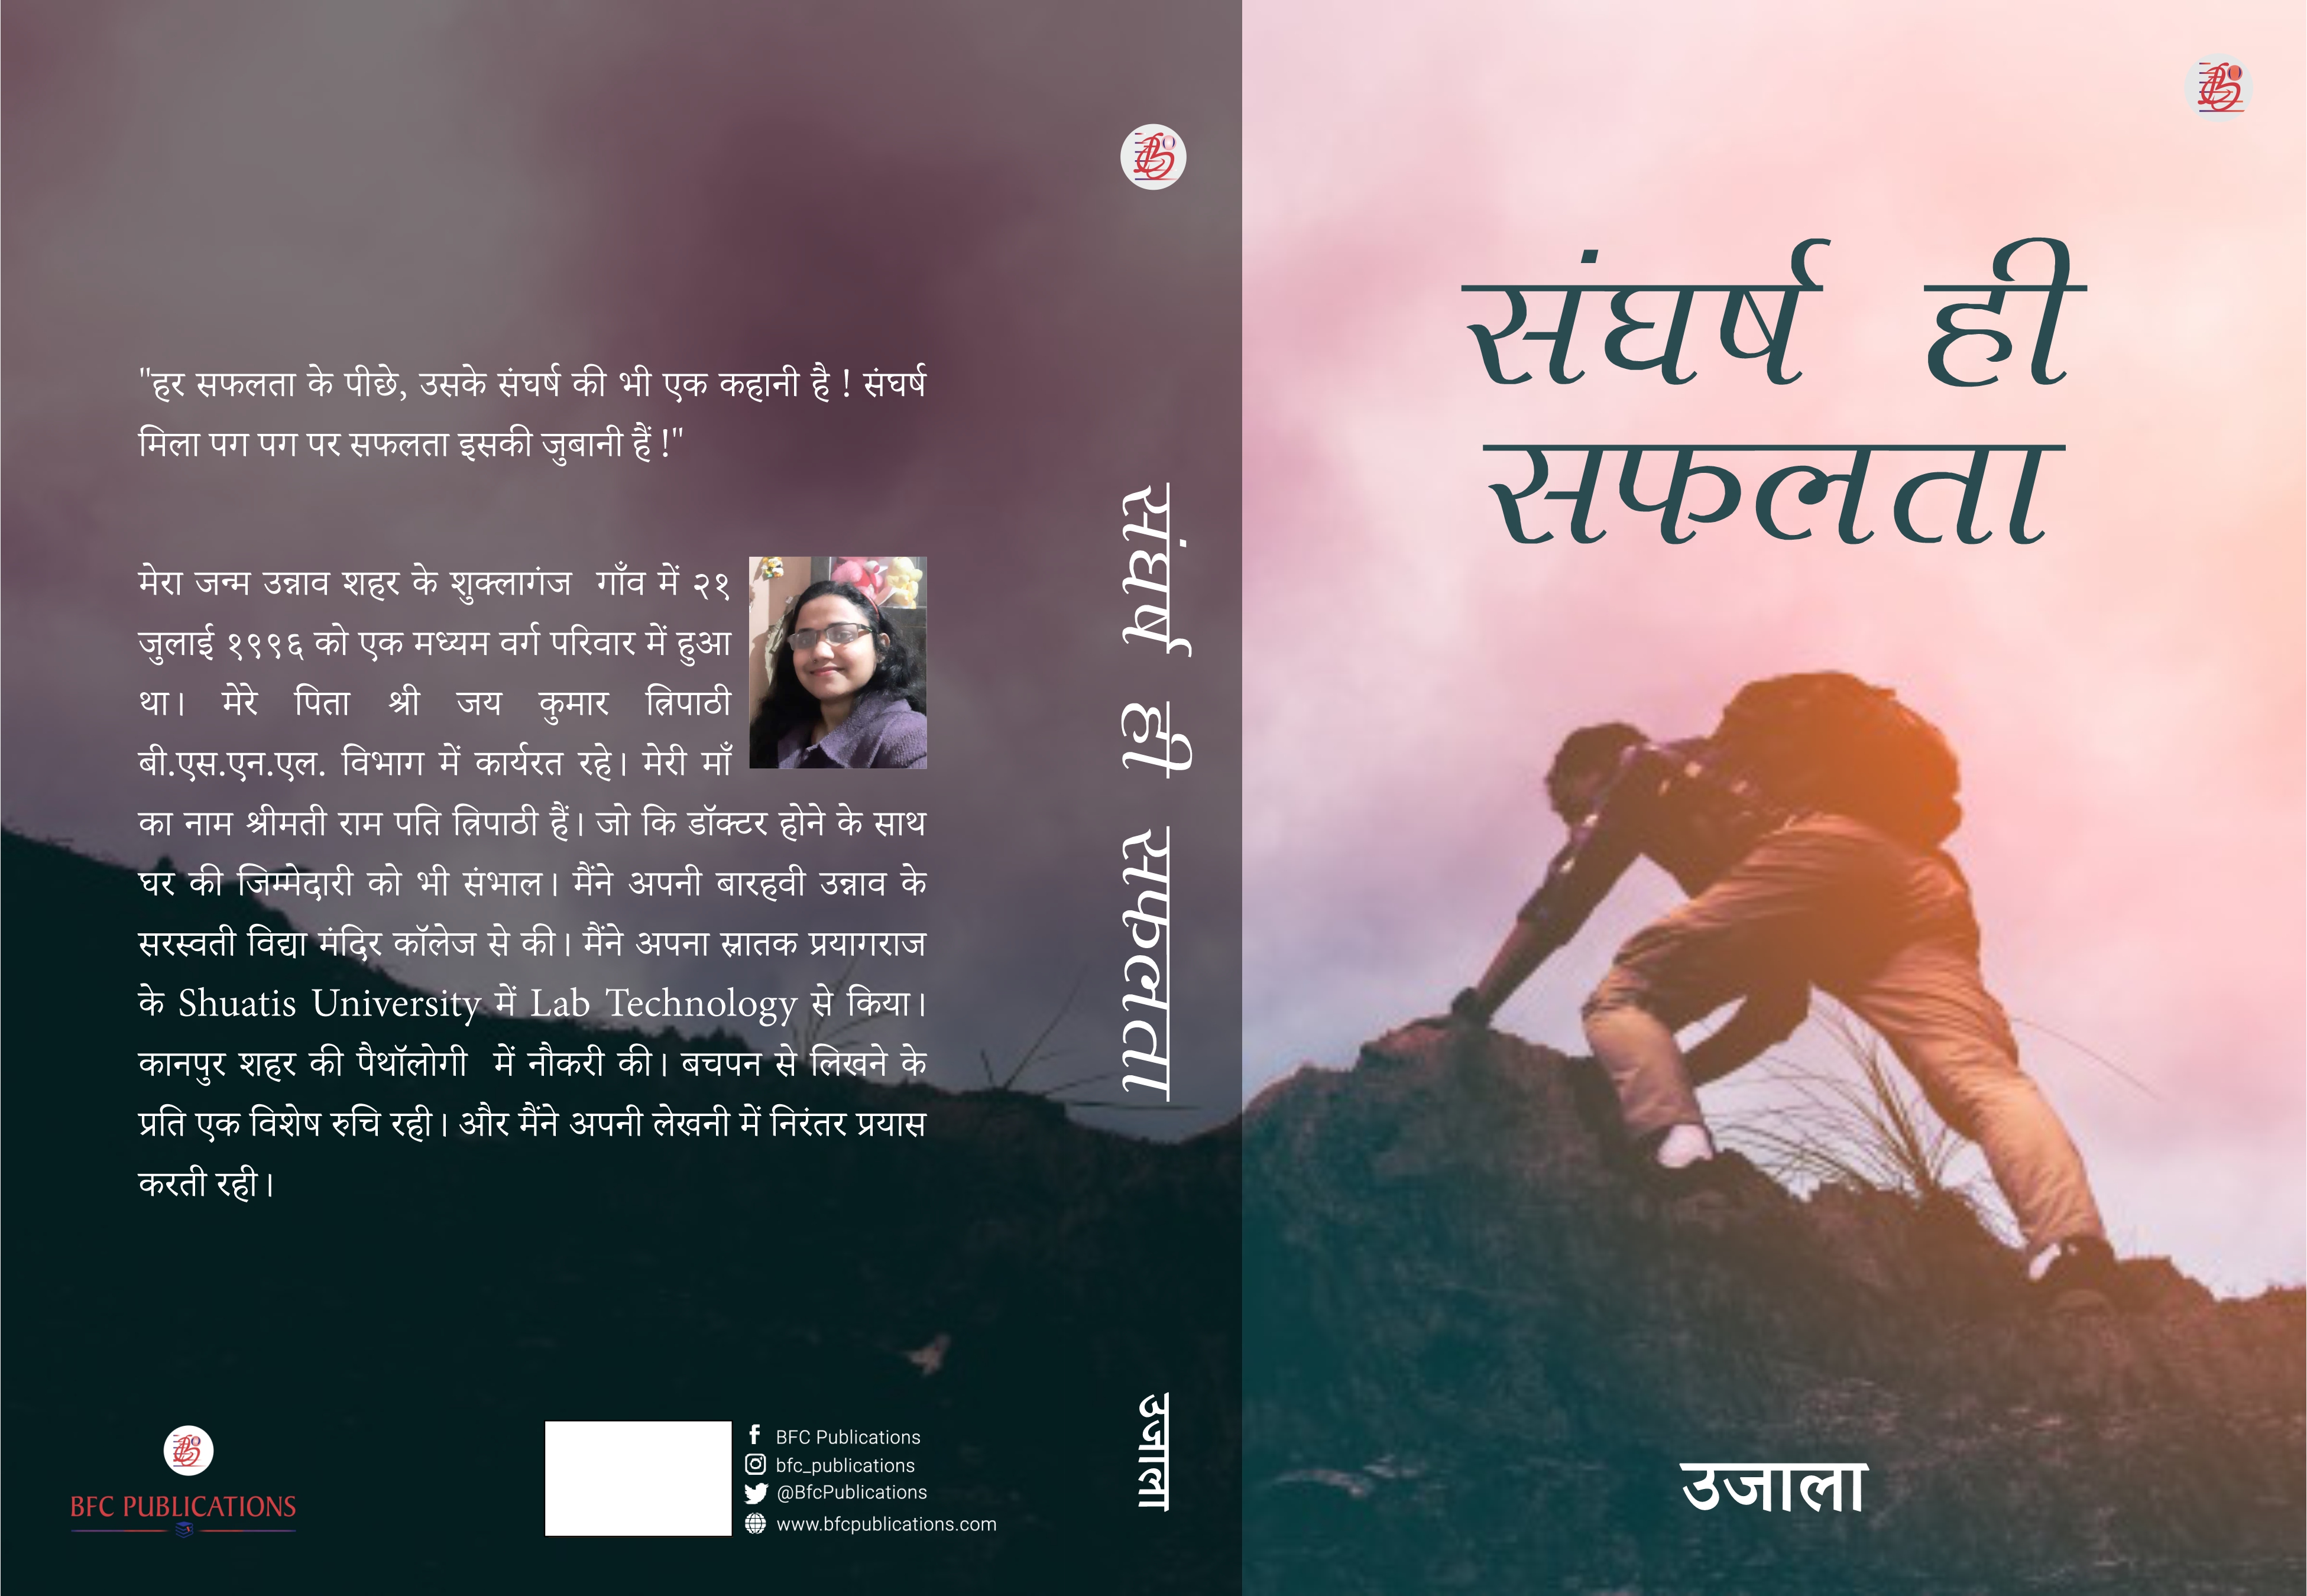 "हर सफलता के पीछे, उसके संघर्ष की भी एक कहानी है ! संघर्ष
मिला पग पग पर सफलता इसकी जुबानी हैं !"
मेरा जन्म उन्नाव शहर के शुक्लागंज गाँव में २१
जुलाई १९९६ को एक मध्यम वर्ग परिवार में हुआ
था। मेरे पिता श्री जय कुमार त्रिपाठी
बी.एस.एन.एल. विभाग में कार्यरत रहे। मेरी माँ
का नाम श्रीमती राम पति त्रिपाठी हैं। जो कि डॉक्टर होने के साथ
घर की जिम्मेदारी को भी संभाल। मैंने अपनी बारहवी उन्नाव के
सरस्वती विद्या मंदिर कॉलेज से की। मैंने अपना स्नातक प्रयागराज
के Shuatis University में Lab Technology से किया।
कानपुर शहर की पैथॉलोगी में नौकरी की। बचपन से लिखने के
प्रति एक विशेष रुचि रही। और मैंने अपनी लेखनी में निरंतर प्रयास
करती रही।
BFC PUBLICATIONS
BFC Publications
bfc_publications
@BfcPublications
www.bfcpublications.com
संघर्ष ही सफलता
उजाला
संघर्ष ही
सफलता
उजाला